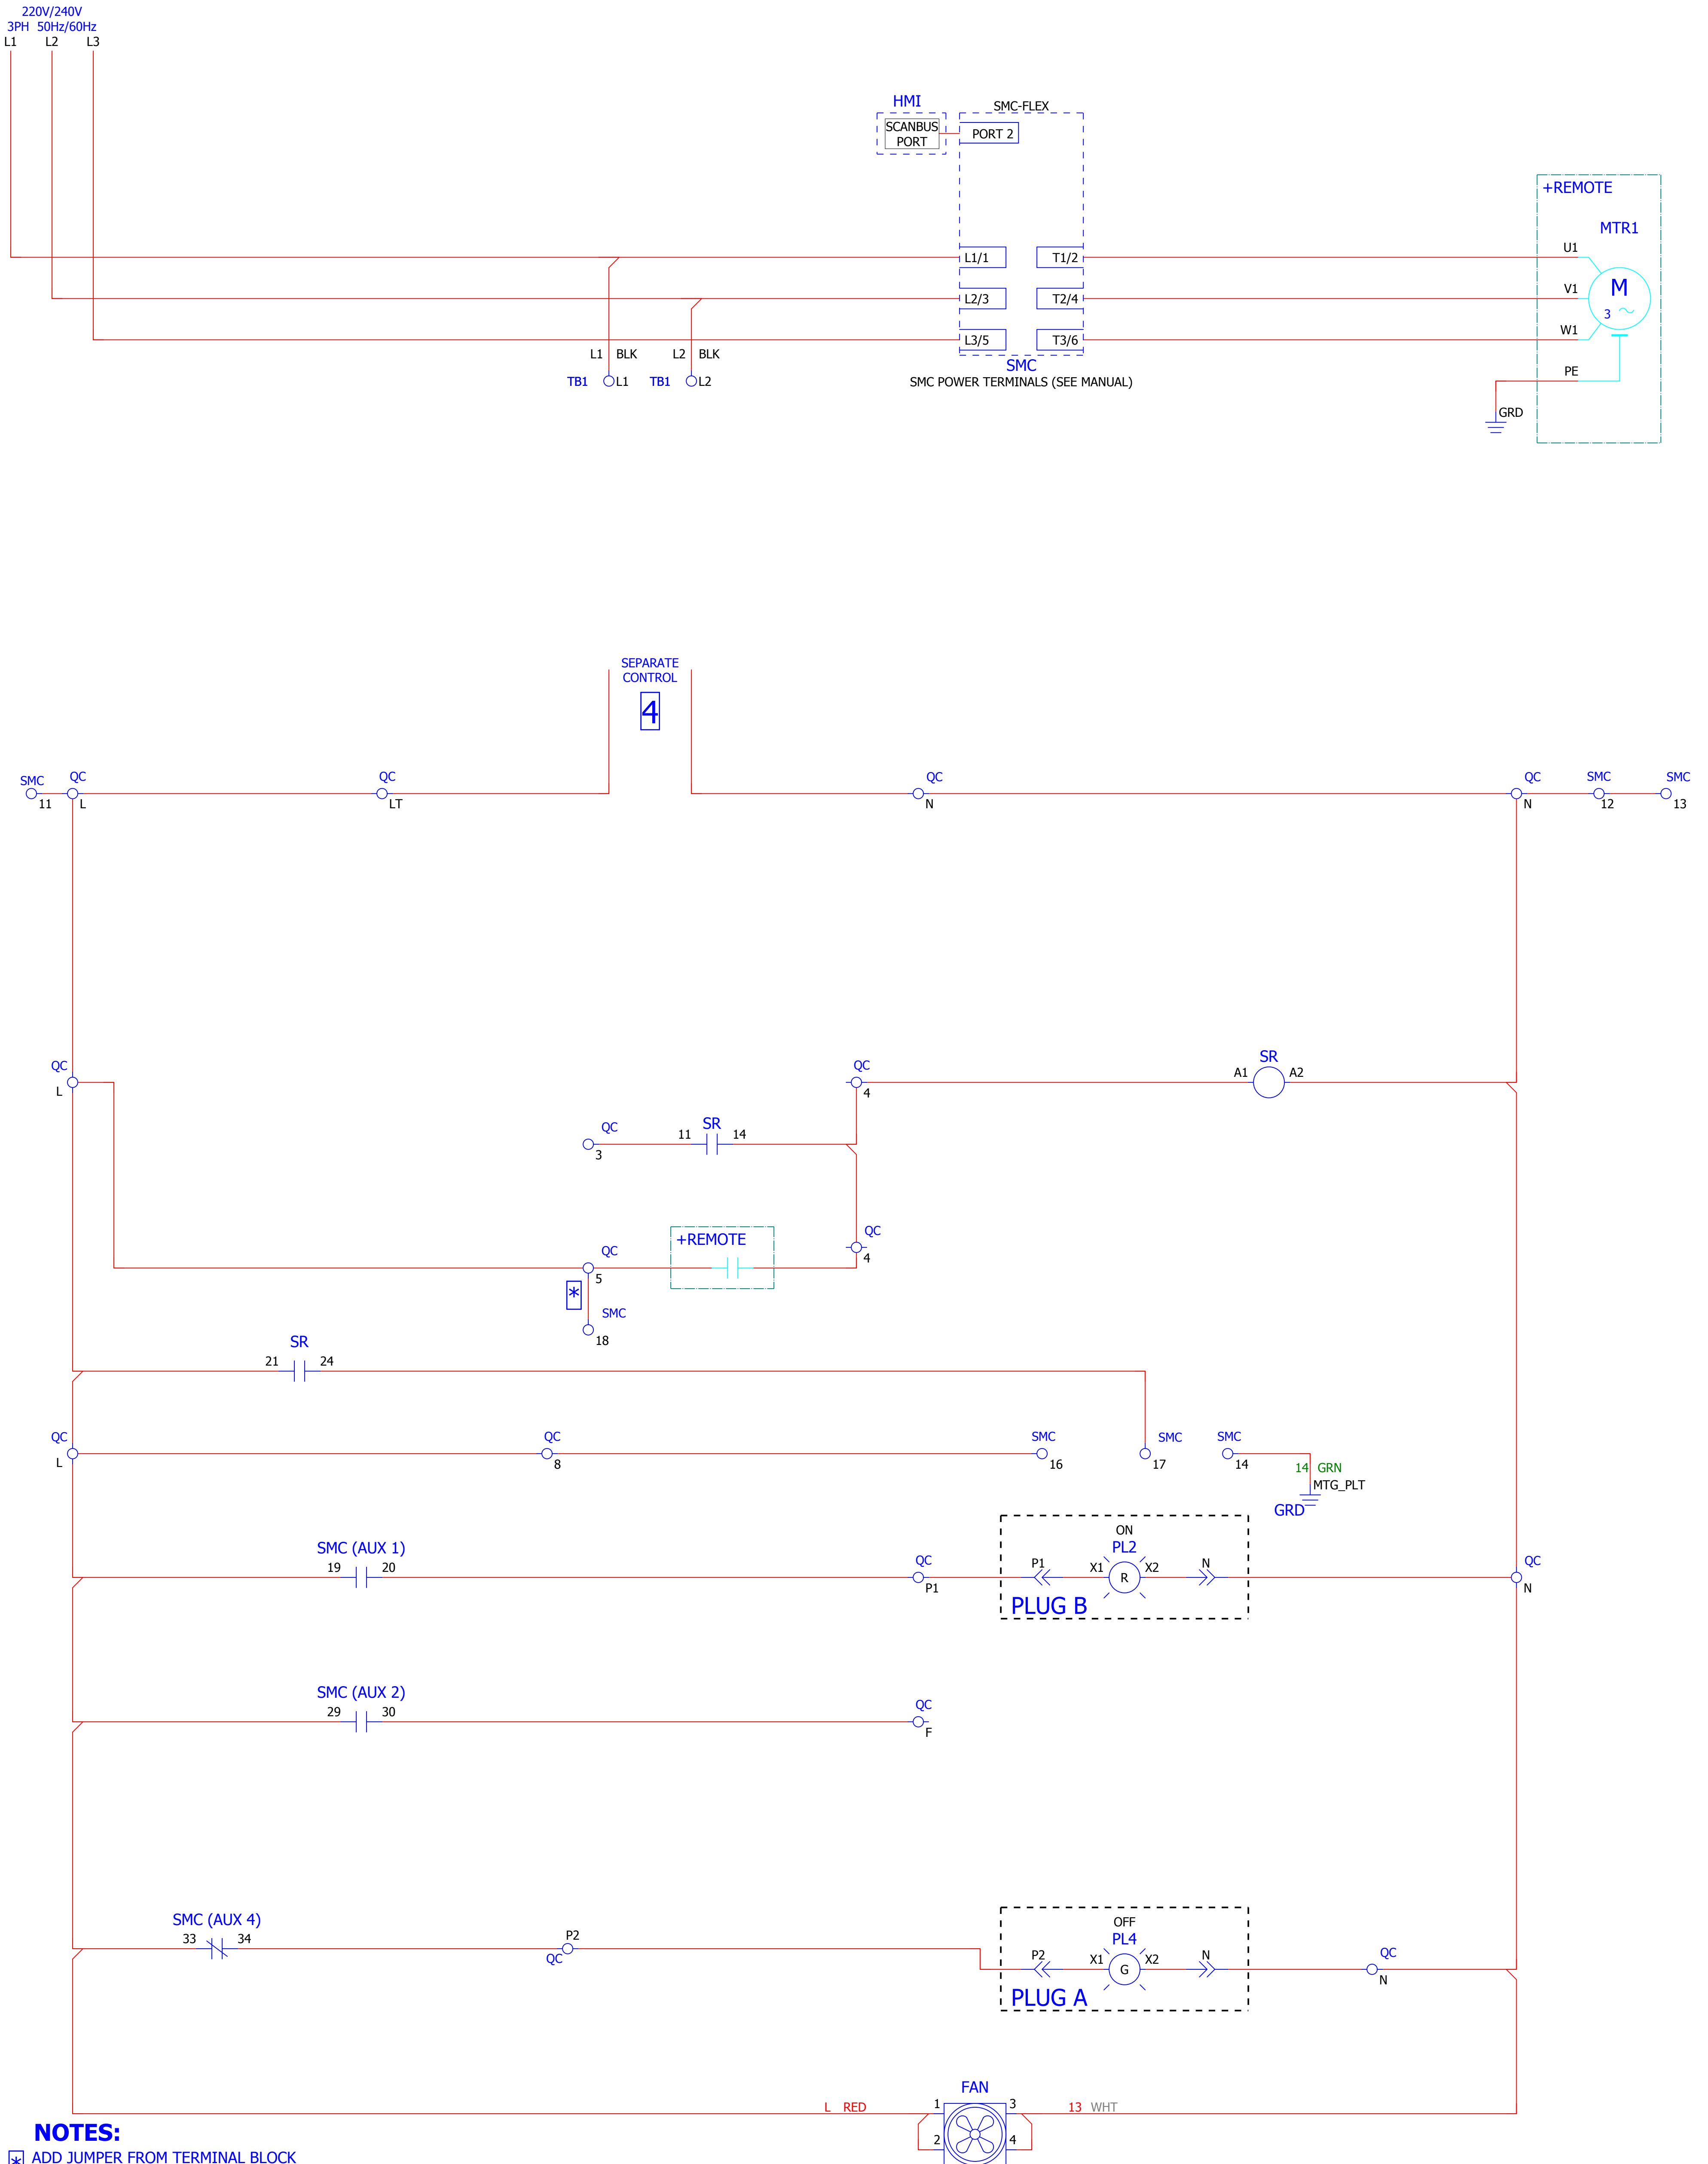 220V/240V
3PH 50Hz/60Hz
L1 L2 L3
HMI
SCANBUS
PORT
SMC-FLEX
PORT 2
+REMOTE
MTR1
U1
L1/1 T1/2
V1
M
3
L2/3 T2/4
W1
L3/5 T3/6
L1 BLK L2 BLK
SMC
PE
TB1 L1 TB1 L2
SMC POWER TERMINALS (SEE MANUAL)
GRD
SEPARATE
CONTROL
4
SMC QC QC QC QC SMC SMC
11 L LT N N 12 13
QC QC SR
L 4 A1 A2
QC SR
3 11 14
QC
4
+REMOTE
QC
5
*
SMC
18
SR
21 24
QC QC SMC SMC SMC
L 8 16 17 14
14 GRN
MTG_PLT
GRD
ON
SMC (AUX 1) PL2
19 20 QC P1 X1 R X2 N QC
P1 N
PLUG B
SMC (AUX 2)
29 30 QC
F
OFF
SMC (AUX 4) PL4
33 34 P2 P2 X1 G X2 N QC
QC N
PLUG A
FAN
L RED 1 3 13 WHT
2 4
NOTES:
* ADD JUMPER FROM TERMINAL BLOCK